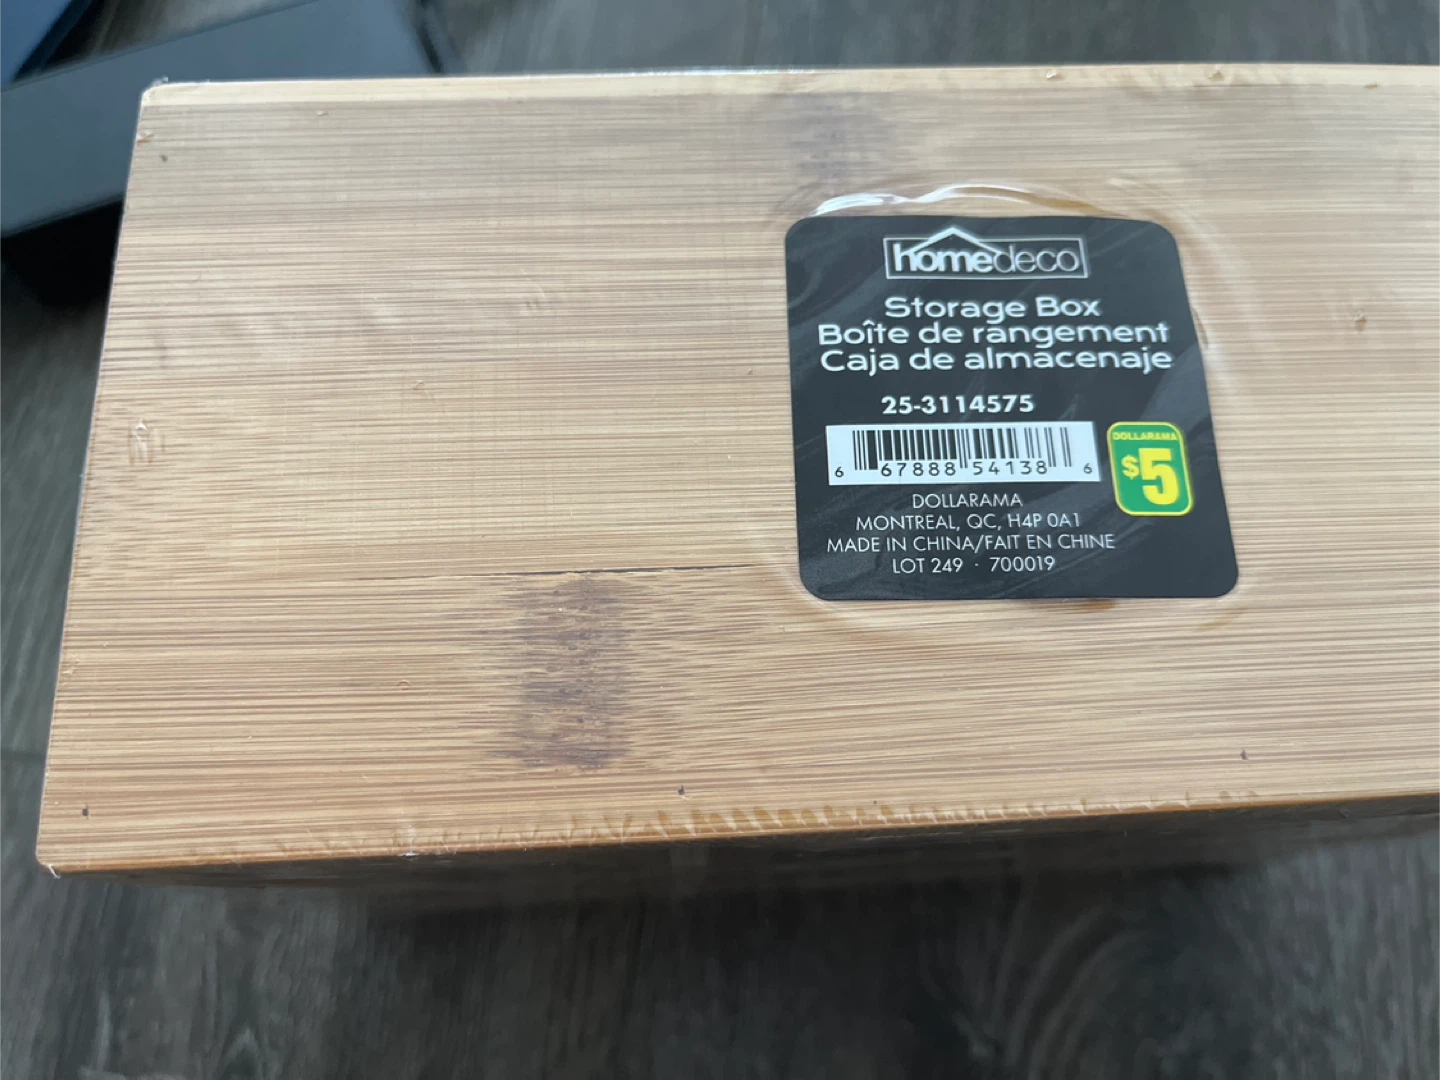 homedeco
Storage Box
Boîte de rangement
Caja de almacenaje
25-3114575
6 67888 54138 6
DOLLARAMA
$5
DOLLARAMA
MONTREAL, QC, H4P 0A1
MADE IN CHINA/FAIT EN CHINE
LOT 249 · 700019